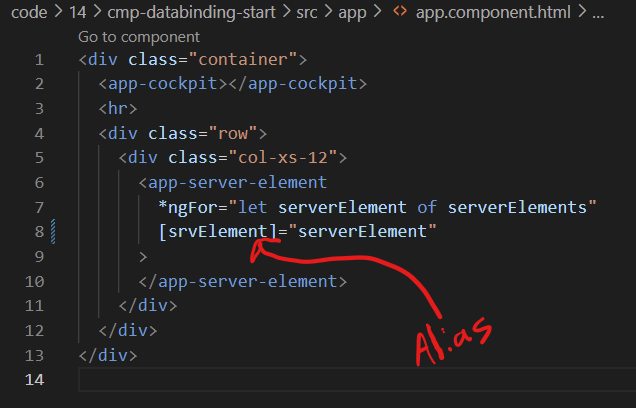 code > 14 > cmp-databinding-start > src > app > <> app.component.html > ...
Go to component
1 <div class="container">
2 <app-cockpit></app-cockpit>
3 <hr>
4 <div class="row">
5 <div class="col-xs-12">
6 <app-server-element
7 *ngFor="let serverElement of serverElements"
8 [srvElement]="serverElement"
9 >
10 </app-server-element>
11 </div>
12 </div>
13 </div>
14
Alias